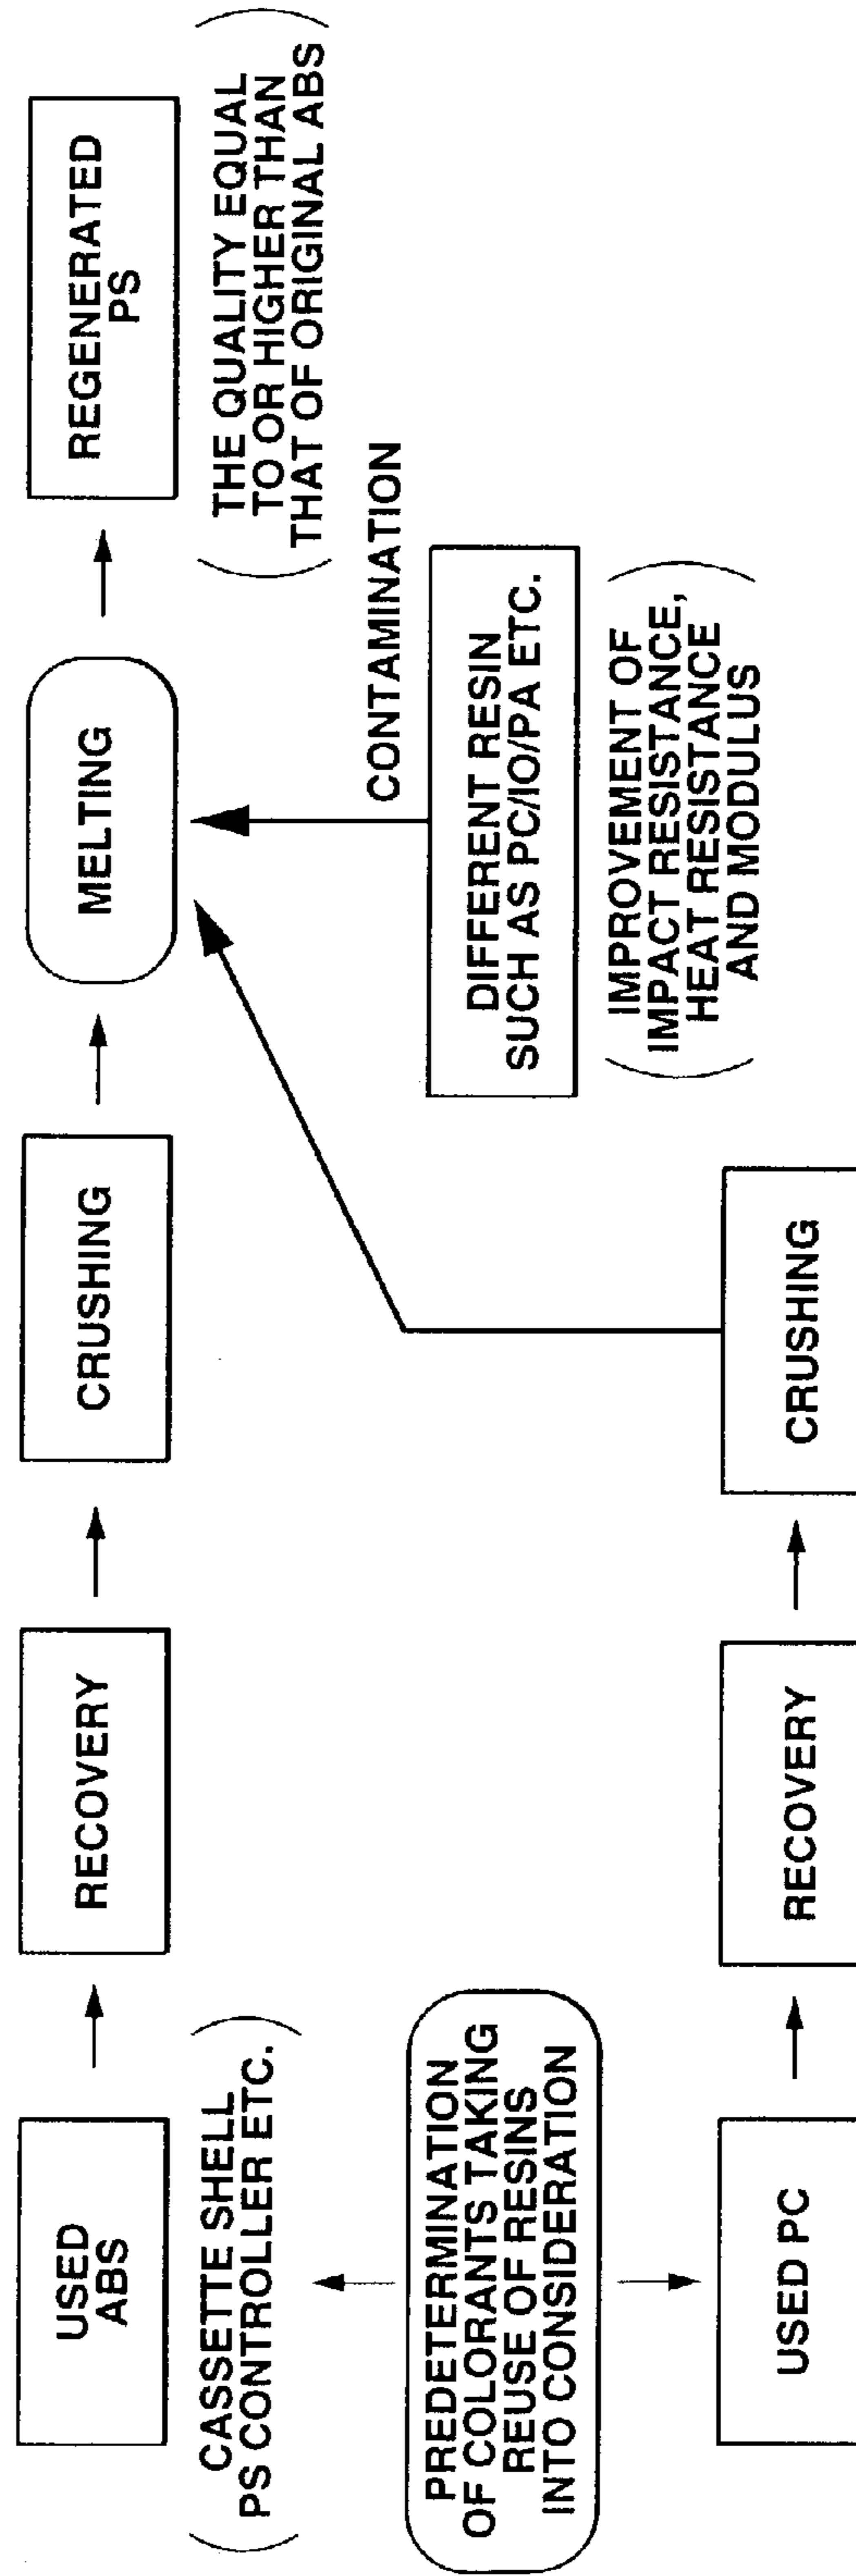 USED
ABS
RECOVERY
CRUSHING
MELTING
REGENERATED
PS
(CASSETTE SHELL
PS CONTROLLER ETC.)
(THE QUALITY EQUAL
TO OR HIGHER THAN
THAT OF ORIGINAL ABS)
CONTAMINATION
PREDETERMINATION
OF COLORANTS TAKING
REUSE OF RESINS
INTO CONSIDERATION
DIFFERENT RESIN
SUCH AS PC/IO/PA ETC.
(IMPROVEMENT OF
IMPACT RESISTANCE,
HEAT RESISTANCE
AND MODULUS)
USED PC
RECOVERY
CRUSHING